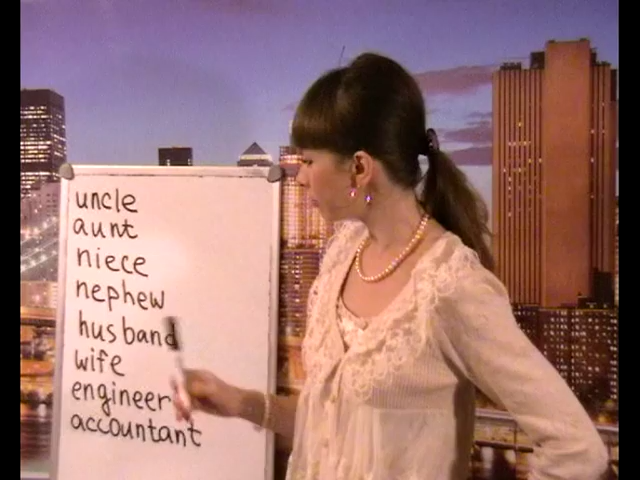 uncle
aunt
niece
nephew
husband
wife
engineer
accountant